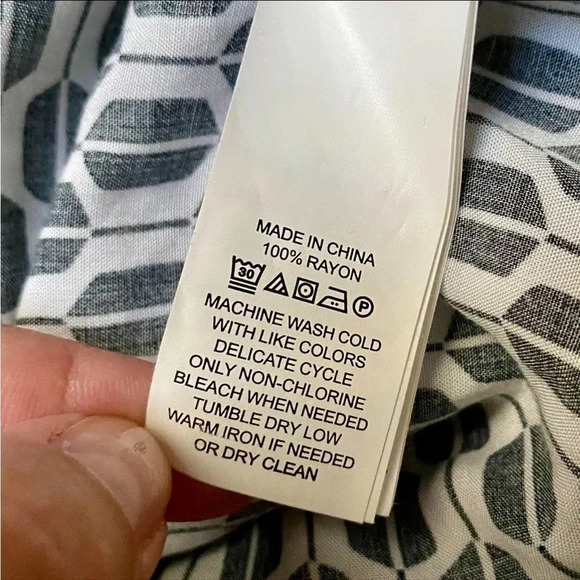 MADE IN CHINA
100% RAYON
30 P
MACHINE WASH COLD
WITH LIKE COLORS
DELICATE CYCLE
ONLY NON-CHLORINE
BLEACH WHEN NEEDED
TUMBLE DRY LOW
WARM IRON IF NEEDED
OR DRY CLEAN